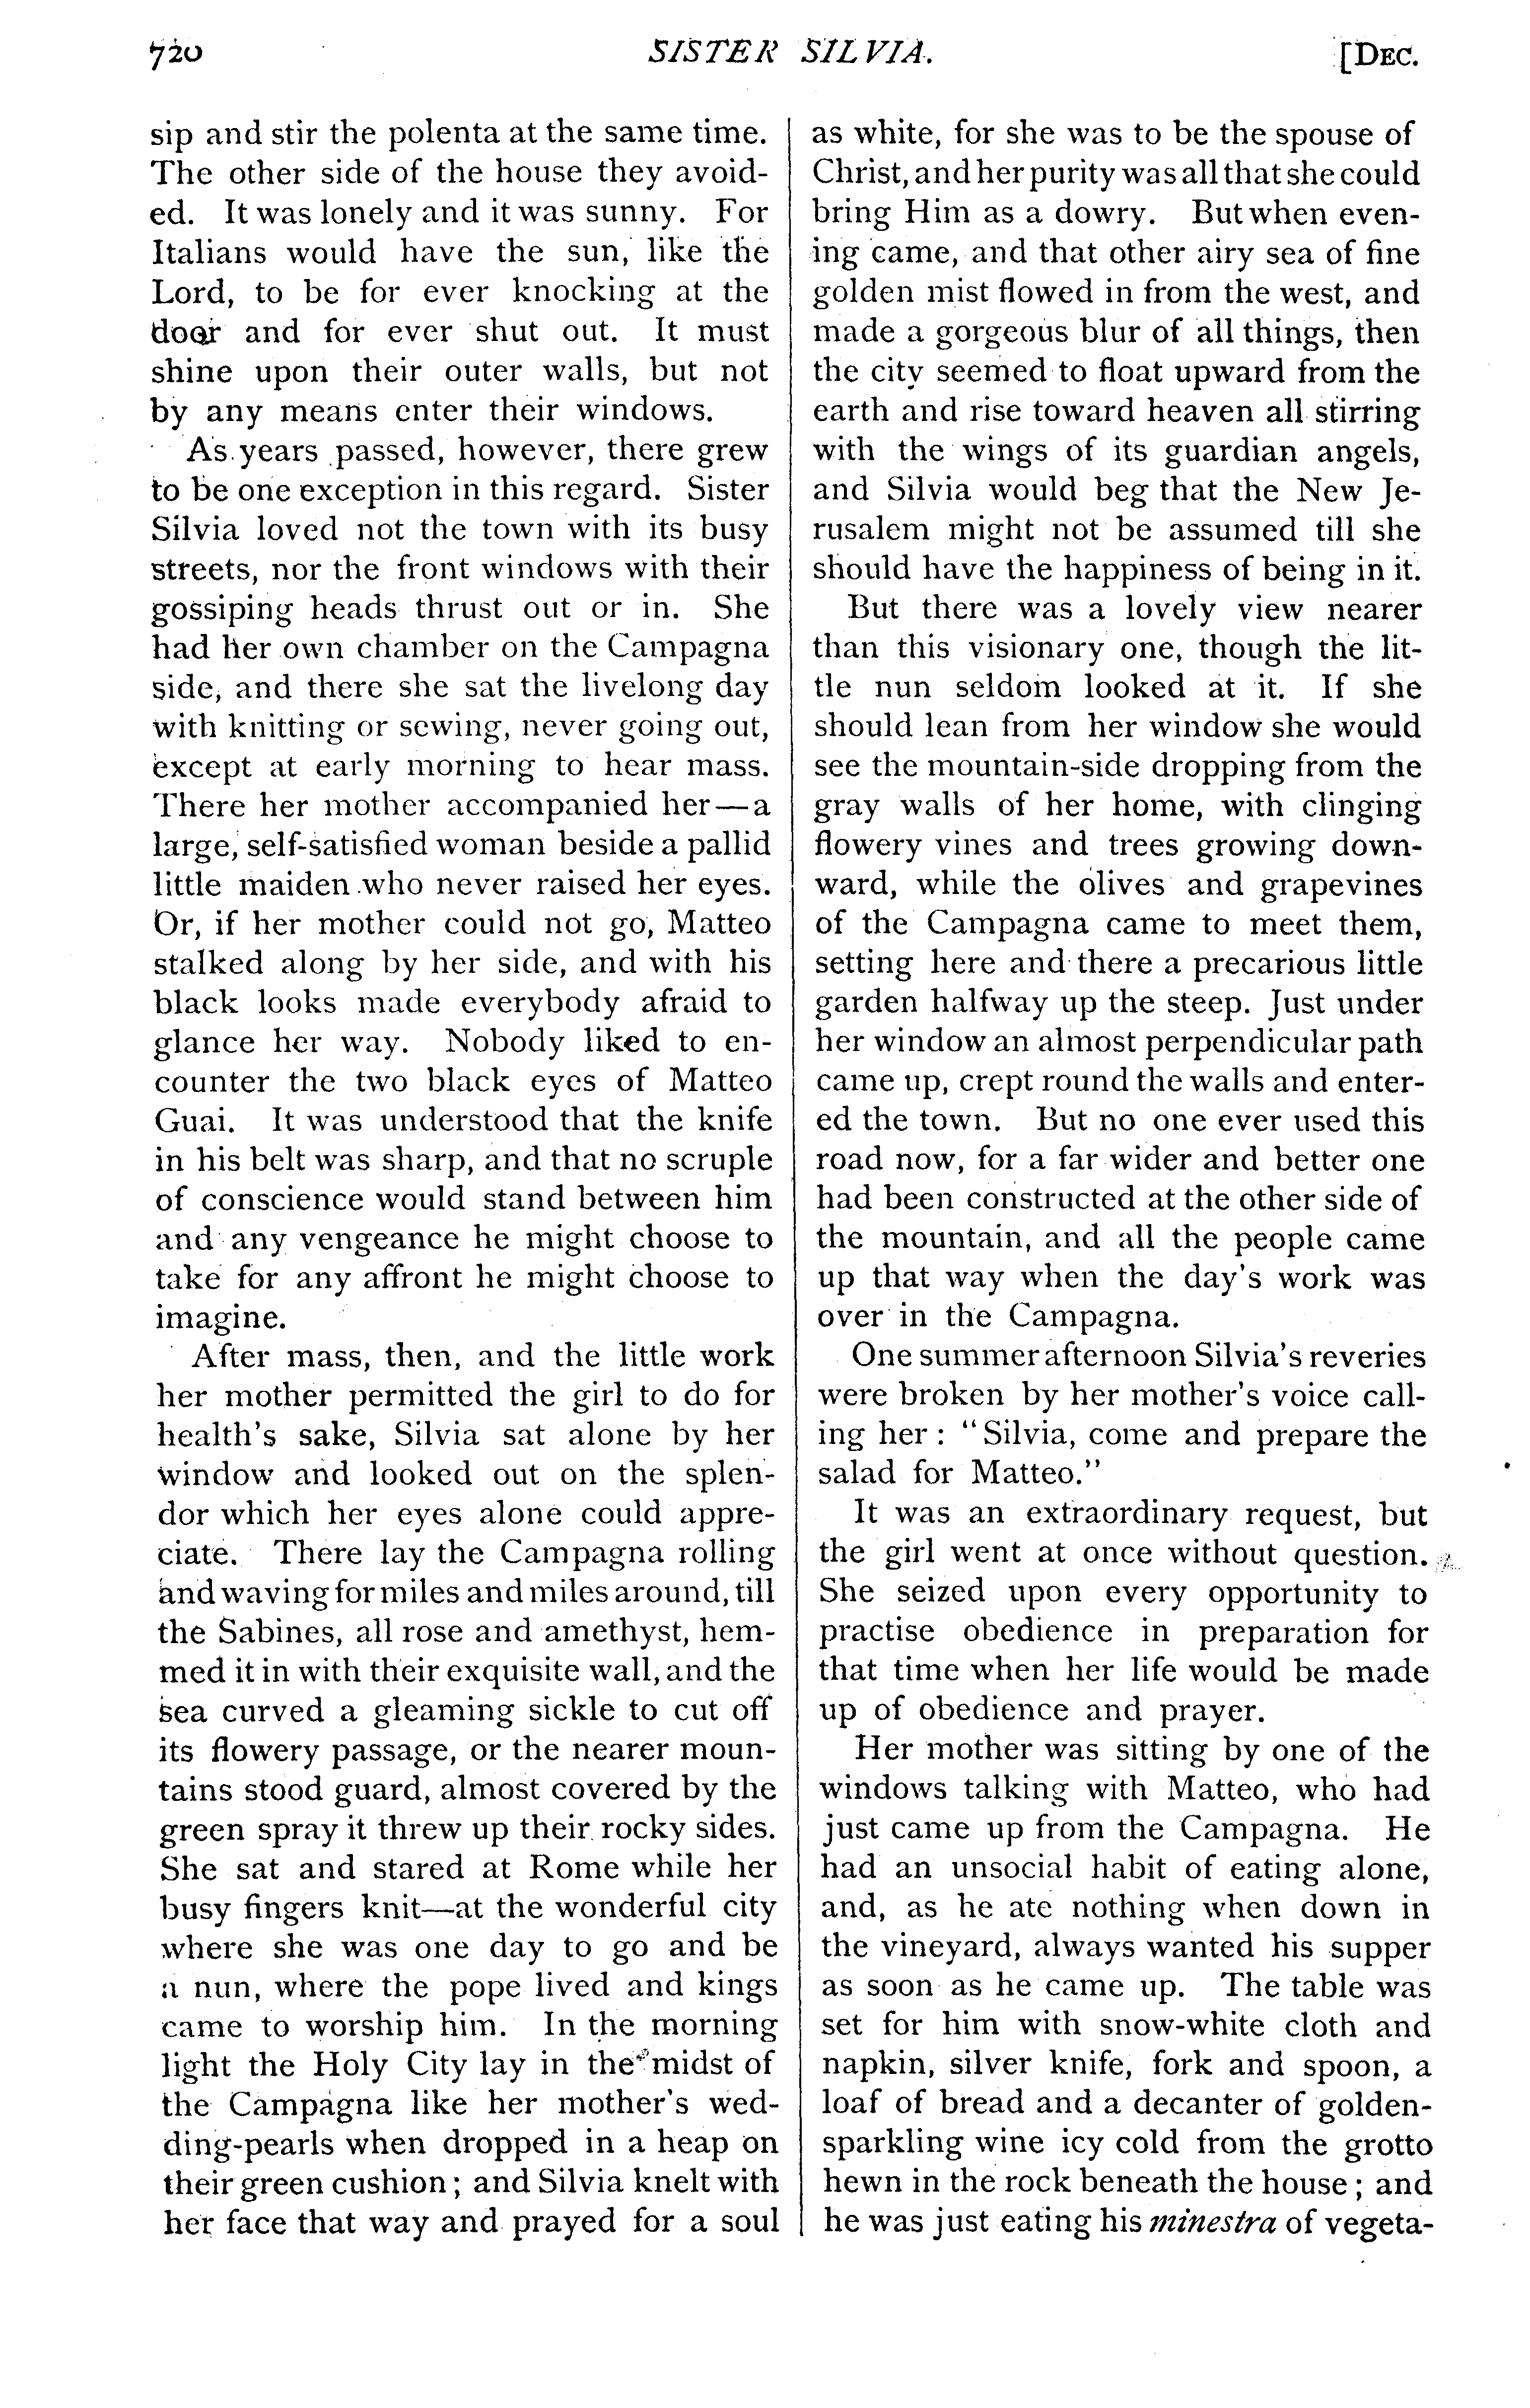 720 SISTER SILVIA. [DEC.
sip and stir the polenta at the same time.
The other side of the house they avoid-
ed. It was lonely and it was sunny. For
Italians would have the sun, like the
Lord, to be for ever knocking at the
door and for ever shut out. It must
shine upon their outer walls, but not
by any means enter their windows.
As years passed, however, there grew
to be one exception in this regard. Sister
Silvia loved not the town with its busy
streets, nor the front windows with their
gossiping heads thrust out or in. She
had her own chamber on the Campagna
side, and there she sat the livelong day
with knitting or sewing, never going out,
except at early morning to hear mass.
There her mother accompanied her—a
large, self-satisfied woman beside a pallid
little maiden who never raised her eyes.
Or, if her mother could not go, Matteo
stalked along by her side, and with his
black looks made everybody afraid to
glance her way. Nobody liked to en-
counter the two black eyes of Matteo
Guai. It was understood that the knife
in his belt was sharp, and that no scruple
of conscience would stand between him
and any vengeance he might choose to
take for any affront he might choose to
imagine.
After mass, then, and the little work
her mother permitted the girl to do for
health's sake, Silvia sat alone by her
window and looked out on the splen-
dor which her eyes alone could appre-
ciate. There lay the Campagna rolling
and waving for miles and miles around, till
the Sabines, all rose and amethyst, hem-
med it in with their exquisite wall, and the
sea curved a gleaming sickle to cut off
its flowery passage, or the nearer moun-
tains stood guard, almost covered by the
green spray it threw up their rocky sides.
She sat and stared at Rome while her
busy fingers knit—at the wonderful city
where she was one day to go and be
a nun, where the pope lived and kings
came to worship him. In the morning
light the Holy City lay in the midst of
the Campagna like her mother's wed-
ding-pearls when dropped in a heap on
their green cushion; and Silvia knelt with
her face that way and prayed for a soul
as white, for she was to be the spouse of
Christ, and her purity was all that she could
bring Him as a dowry. But when even-
ing came, and that other airy sea of fine
golden mist flowed in from the west, and
made a gorgeous blur of all things, then
the city seemed to float upward from the
earth and rise toward heaven all stirring
with the wings of its guardian angels,
and Silvia would beg that the New Je-
rusalem might not be assumed till she
should have the happiness of being in it.
But there was a lovely view nearer
than this visionary one, though the lit-
tle nun seldom looked at it. If she
should lean from her window she would
see the mountain-side dropping from the
gray walls of her home, with clinging
flowery vines and trees growing down-
ward, while the olives and grapevines
of the Campagna came to meet them,
setting here and there a precarious little
garden halfway up the steep. Just under
her window an almost perpendicular path
came up, crept round the walls and enter-
ed the town. But no one ever used this
road now, for a far wider and better one
had been constructed at the other side of
the mountain, and all the people came
up that way when the day's work was
over in the Campagna.
One summer afternoon Silvia's reveries
were broken by her mother's voice call-
ing her: "Silvia, come and prepare the
salad for Matteo."
It was an extraordinary request, but
the girl went at once without question.
She seized upon every opportunity to
practise obedience in preparation for
that time when her life would be made
up of obedience and prayer.
Her mother was sitting by one of the
windows talking with Matteo, who had
just came up from the Campagna. He
had an unsocial habit of eating alone,
and, as he ate nothing when down in
the vineyard, always wanted his supper
as soon as he came up. The table was
set for him with snow-white cloth and
napkin, silver knife, fork and spoon, a
loaf of bread and a decanter of golden-
sparkling wine icy cold from the grotto
hewn in the rock beneath the house; and
he was just eating his minestra of vegeta-